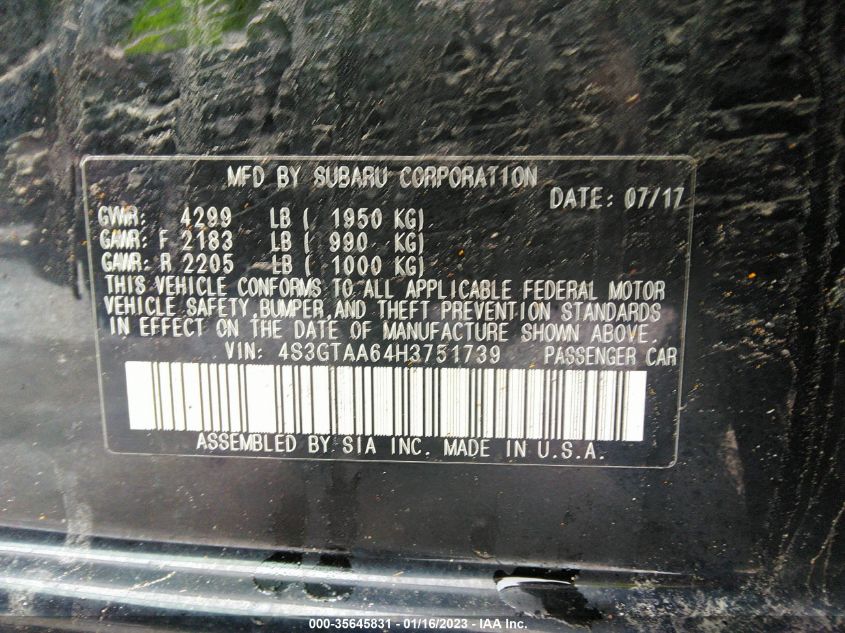 MFD BY SUBARU CORPORATION
DATE: 07/17
GVWR: 4299 LB ( 1950 KG)
GAWR: F 2183 LB ( 990 KG)
GAWR: R 2205 LB ( 1000 KG)
THIS VEHICLE CONFORMS TO ALL APPLICABLE FEDERAL MOTOR
VEHICLE SAFETY, BUMPER, AND THEFT PREVENTION STANDARDS
IN EFFECT ON THE DATE OF MANUFACTURE SHOWN ABOVE.
VIN: 4S3GTAA64H3751739 PASSENGER CAR
ASSEMBLED BY SIA INC. MADE IN U.S.A.
000-35645831 - 01/16/2023 - IAA Inc.